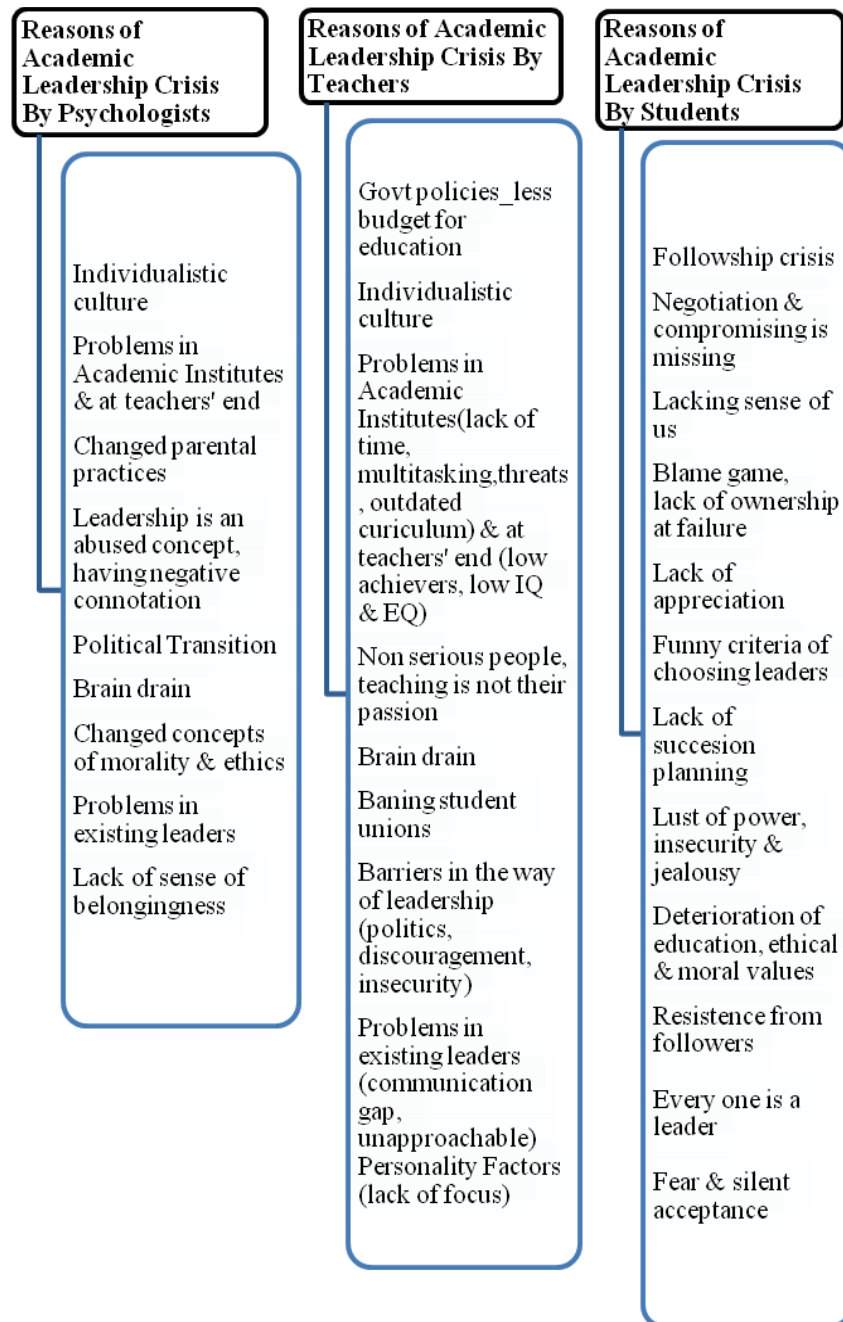 Reasons of
Academic
Leadership Crisis
By Psychologists
Individualistic
culture
Problems in
Academic Institutes
& at teachers' end
Changed parental
practices
Leadership is an
abused concept,
having negative
connotation
Political Transition
Brain drain
Changed concepts
of morality & ethics
Problems in
existing leaders
Lack of sense of
belongingness
Reasons of Academic
Leadership Crisis By
Teachers
Govt policies_less
budget for
education
Individualistic
culture
Problems in
Academic
Institutes(lack of
time,
multitasking,threats
, outdated
curiculum) & at
teachers' end (low
achievers, low IQ
& EQ)
Non serious people,
teaching is not their
passion
Brain drain
Baning student
unions
Barriers in the way
of leadership
(politics,
discouragement,
insecurity)
Problems in
existing leaders
(communication
gap,
unapproachable)
Personality Factors
(lack of focus)
Reasons of
Academic
Leadership Crisis
By Students
Followship crisis
Negotiation &
compromising is
missing
Lacking sense of
us
Blame game,
lack of ownership
at failure
Lack of
appreciation
Funny criteria of
choosing leaders
Lack of
succesion
planning
Lust of power,
insecurity &
jealousy
Deterioration of
education, ethical
& moral values
Resistence from
followers
Every one is a
leader
Fear & silent
acceptance